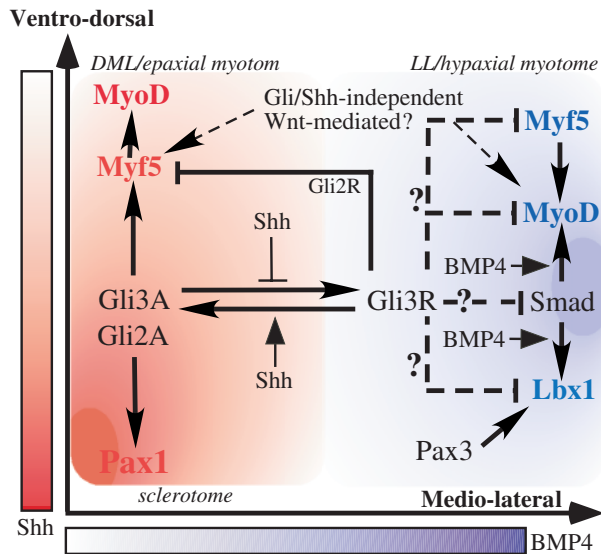 Ventro-dorsal
DML/epaxial myotom
LL/hypaxial myotome
MyoD
Gli/Shh-independent
Wnt-mediated?
Myf5
Myf5
Gli2R
?
MyoD
Shh
BMP4
Gli3A
Gli3R
?
Smad
Gli2A
BMP4
?
Shh
Lbx1
Pax1
Pax3
sclerotome
Medio-lateral
Shh
BMP4